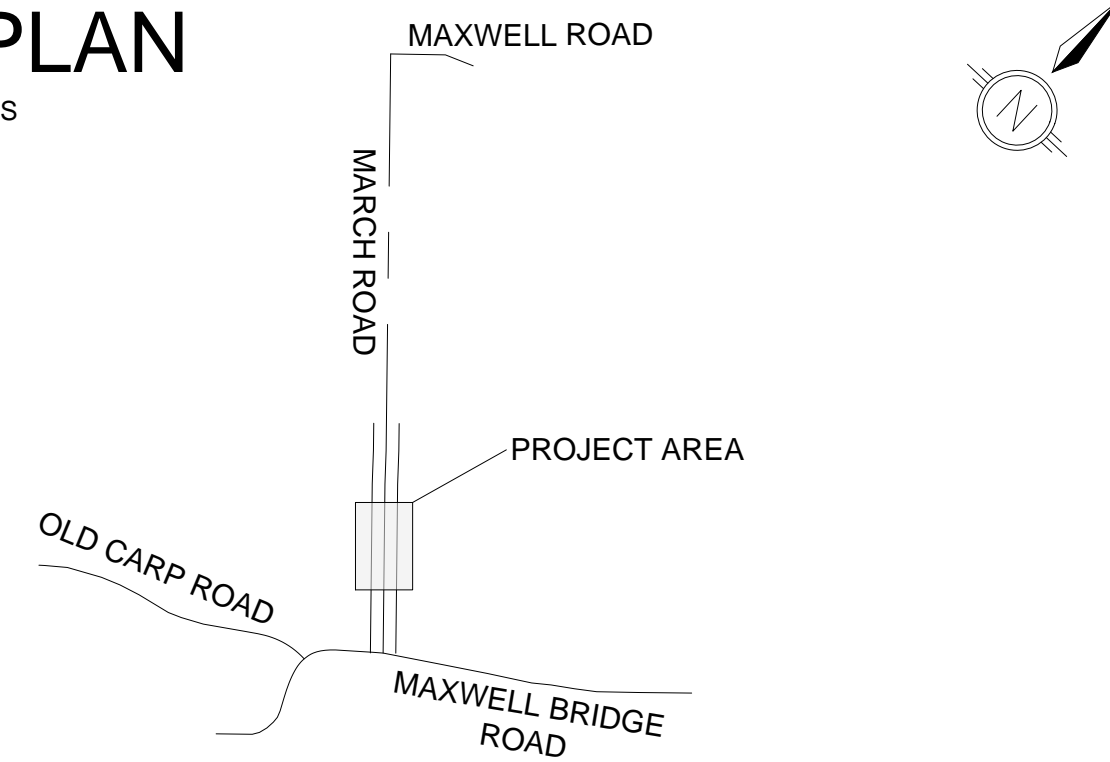 PLAN
S
MAXWELL ROAD
N
MARCH ROAD
PROJECT AREA
OLD CARP ROAD
MAXWELL BRIDGE
ROAD